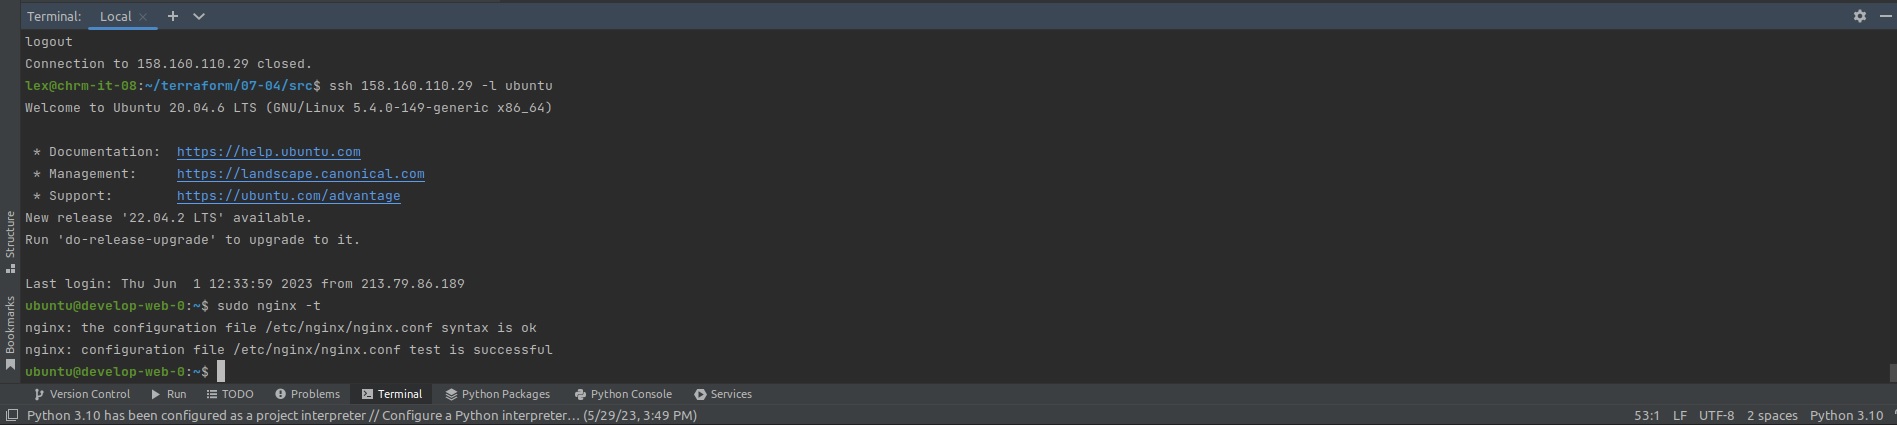 Terminal: Local
logout
Connection to 158.160.110.29 closed.
lex@chrm-it-08:~/terraform/07-04/src$ ssh 158.160.110.29 -l ubuntu
Welcome to Ubuntu 20.04.6 LTS (GNU/Linux 5.4.0-149-generic x86_64)
* Documentation: https://help.ubuntu.com
* Management: https://landscape.canonical.com
* Support: https://ubuntu.com/advantage
New release '22.04.2 LTS' available.
Run 'do-release-upgrade' to upgrade to it.
Last login: Thu Jun 1 12:33:59 2023 from 213.79.86.189
ubuntu@develop-web-0:~$ sudo nginx -t
nginx: the configuration file /etc/nginx/nginx.conf syntax is ok
nginx: configuration file /etc/nginx/nginx.conf test is successful
ubuntu@develop-web-0:~$
Structure
Bookmarks
Version Control Run TODO Problems Terminal Python Packages Python Console Services
Python 3.10 has been configured as a project interpreter // Configure a Python interpreter... (5/29/23, 3:49 PM) 53:1 LF UTF-8 2 spaces Python 3.10